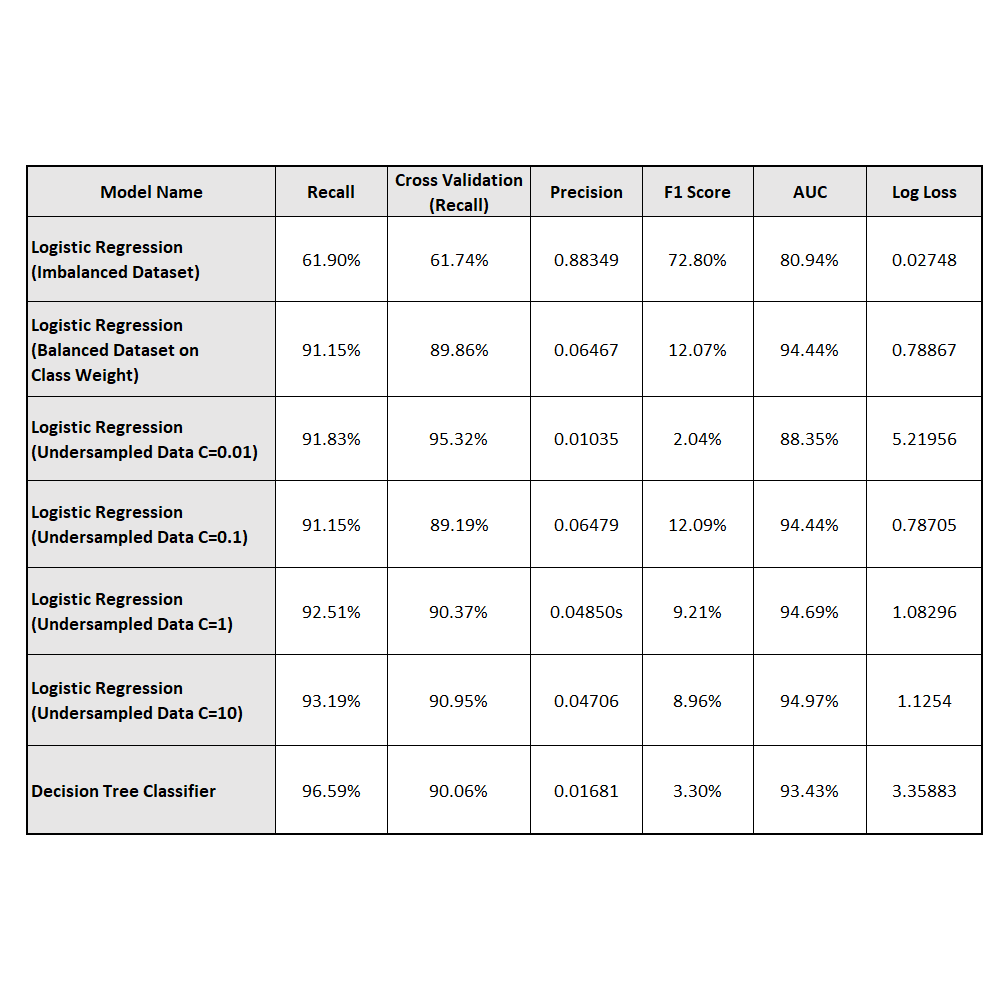 Model Name
Recall
Cross Validation
(Recall)
Precision
F1 Score
AUC
Log Loss
Logistic Regression
(Imbalanced Dataset)
61.90%
61.74%
0.88349
72.80%
80.94%
0.02748
Logistic Regression
(Balanced Dataset on
Class Weight)
91.15%
89.86%
0.06467
12.07%
94.44%
0.78867
Logistic Regression
(Undersampled Data C=0.01)
91.83%
95.32%
0.01035
2.04%
88.35%
5.21956
Logistic Regression
(Undersampled Data C=0.1)
91.15%
89.19%
0.06479
12.09%
94.44%
0.78705
Logistic Regression
(Undersampled Data C=1)
92.51%
90.37%
0.04850s
9.21%
94.69%
1.08296
Logistic Regression
(Undersampled Data C=10)
93.19%
90.95%
0.04706
8.96%
94.97%
1.1254
Decision Tree Classifier
96.59%
90.06%
0.01681
3.30%
93.43%
3.35883